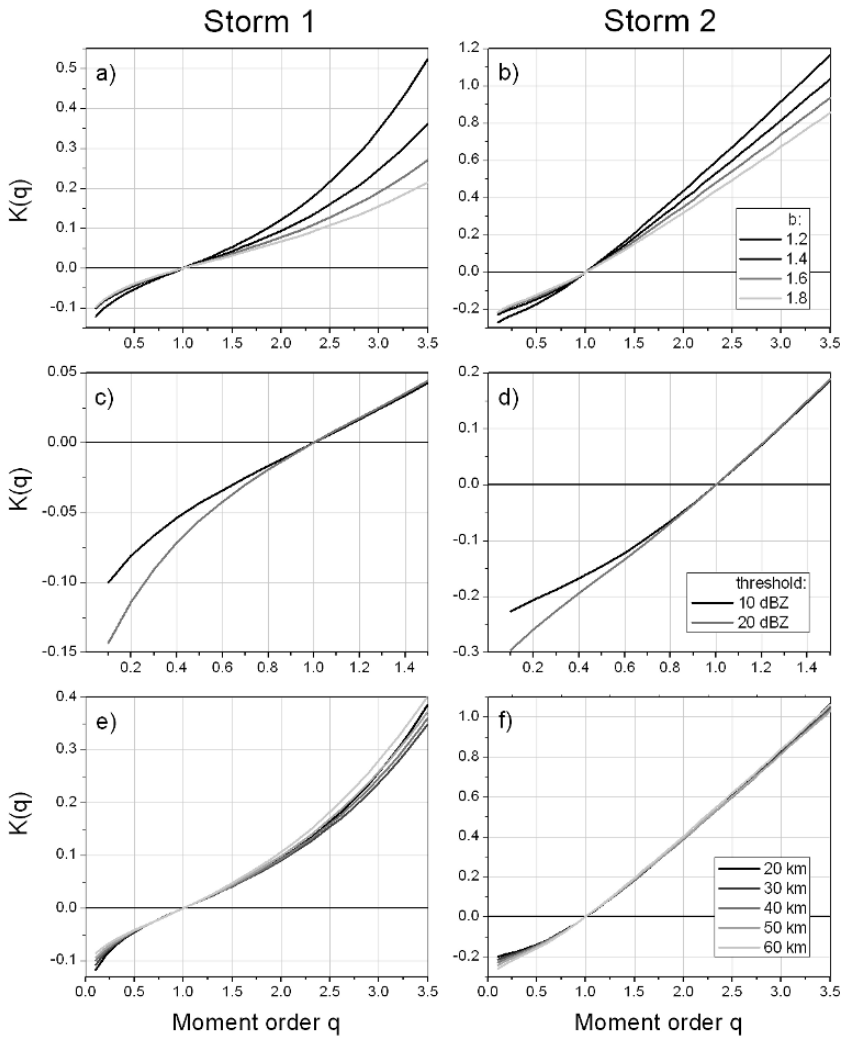 Storm 1
Storm 2
a)
K(q)
0.5
0.4
0.3
0.2
0.1
0.0
-0.1
0.5 1.0 1.5 2.0 2.5 3.0 3.5
b)
1.2
1.0
0.8
0.6
0.4
0.2
0.0
-0.2
0.5 1.0 1.5 2.0 2.5 3.0 3.5
b:
1.2
1.4
1.6
1.8
c)
K(q)
0.05
0.00
-0.05
-0.10
-0.15
0.2 0.4 0.6 0.8 1.0 1.2 1.4
d)
0.2
0.1
0.0
-0.1
-0.2
-0.3
0.2 0.4 0.6 0.8 1.0 1.2 1.4
threshold:
10 dBZ
20 dBZ
e)
K(q)
0.4
0.3
0.2
0.1
0.0
-0.1
0.0 0.5 1.0 1.5 2.0 2.5 3.0 3.5
Moment order q
f)
1.0
0.8
0.6
0.4
0.2
0.0
-0.2
0.0 0.5 1.0 1.5 2.0 2.5 3.0 3.5
20 km
30 km
40 km
50 km
60 km
Moment order q